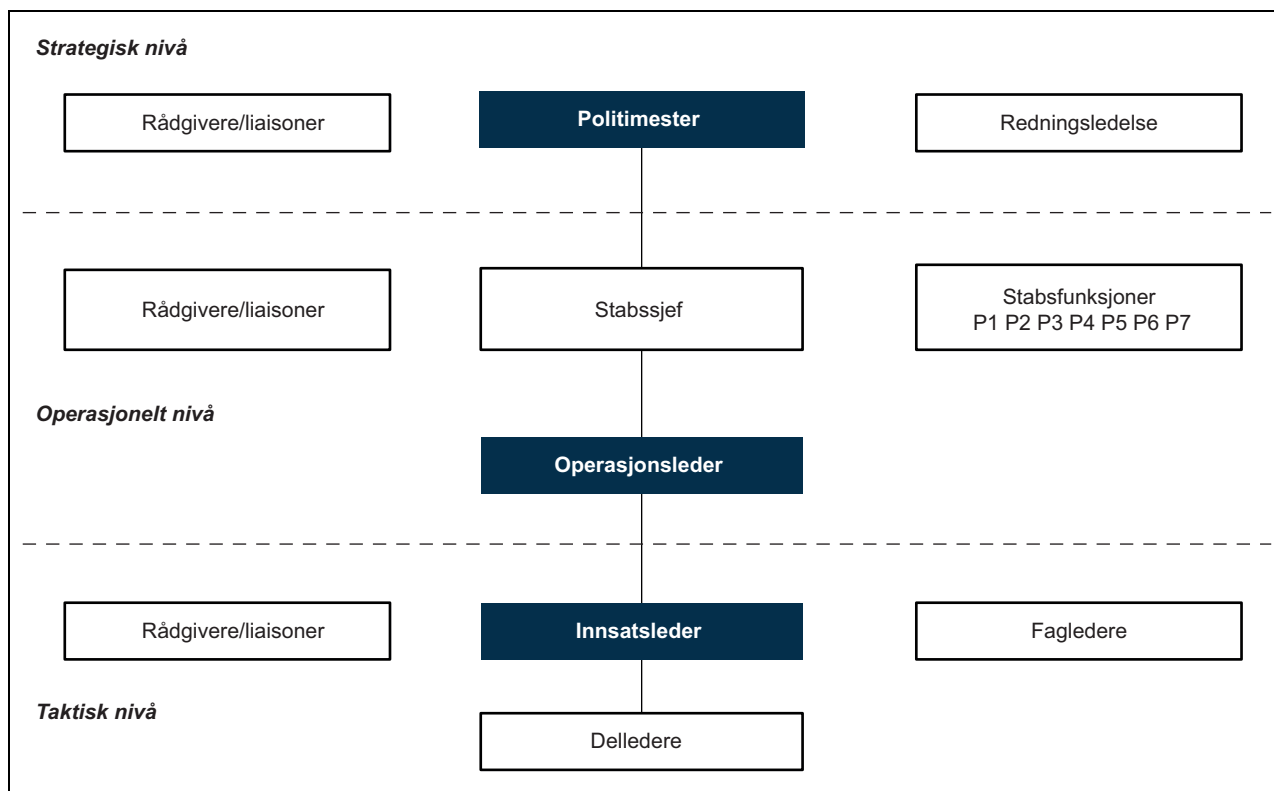 Strategisk nivå
Rådgivere/liaisoner
Politimester
Redningsledelse
Rådgivere/liaisoner
Stabssjef
Stabsfunksjoner
P1 P2 P3 P4 P5 P6 P7
Operasjonelt nivå
Operasjonsleder
Rådgivere/liaisoner
Innsatsleder
Fagledere
Taktisk nivå
Delledere